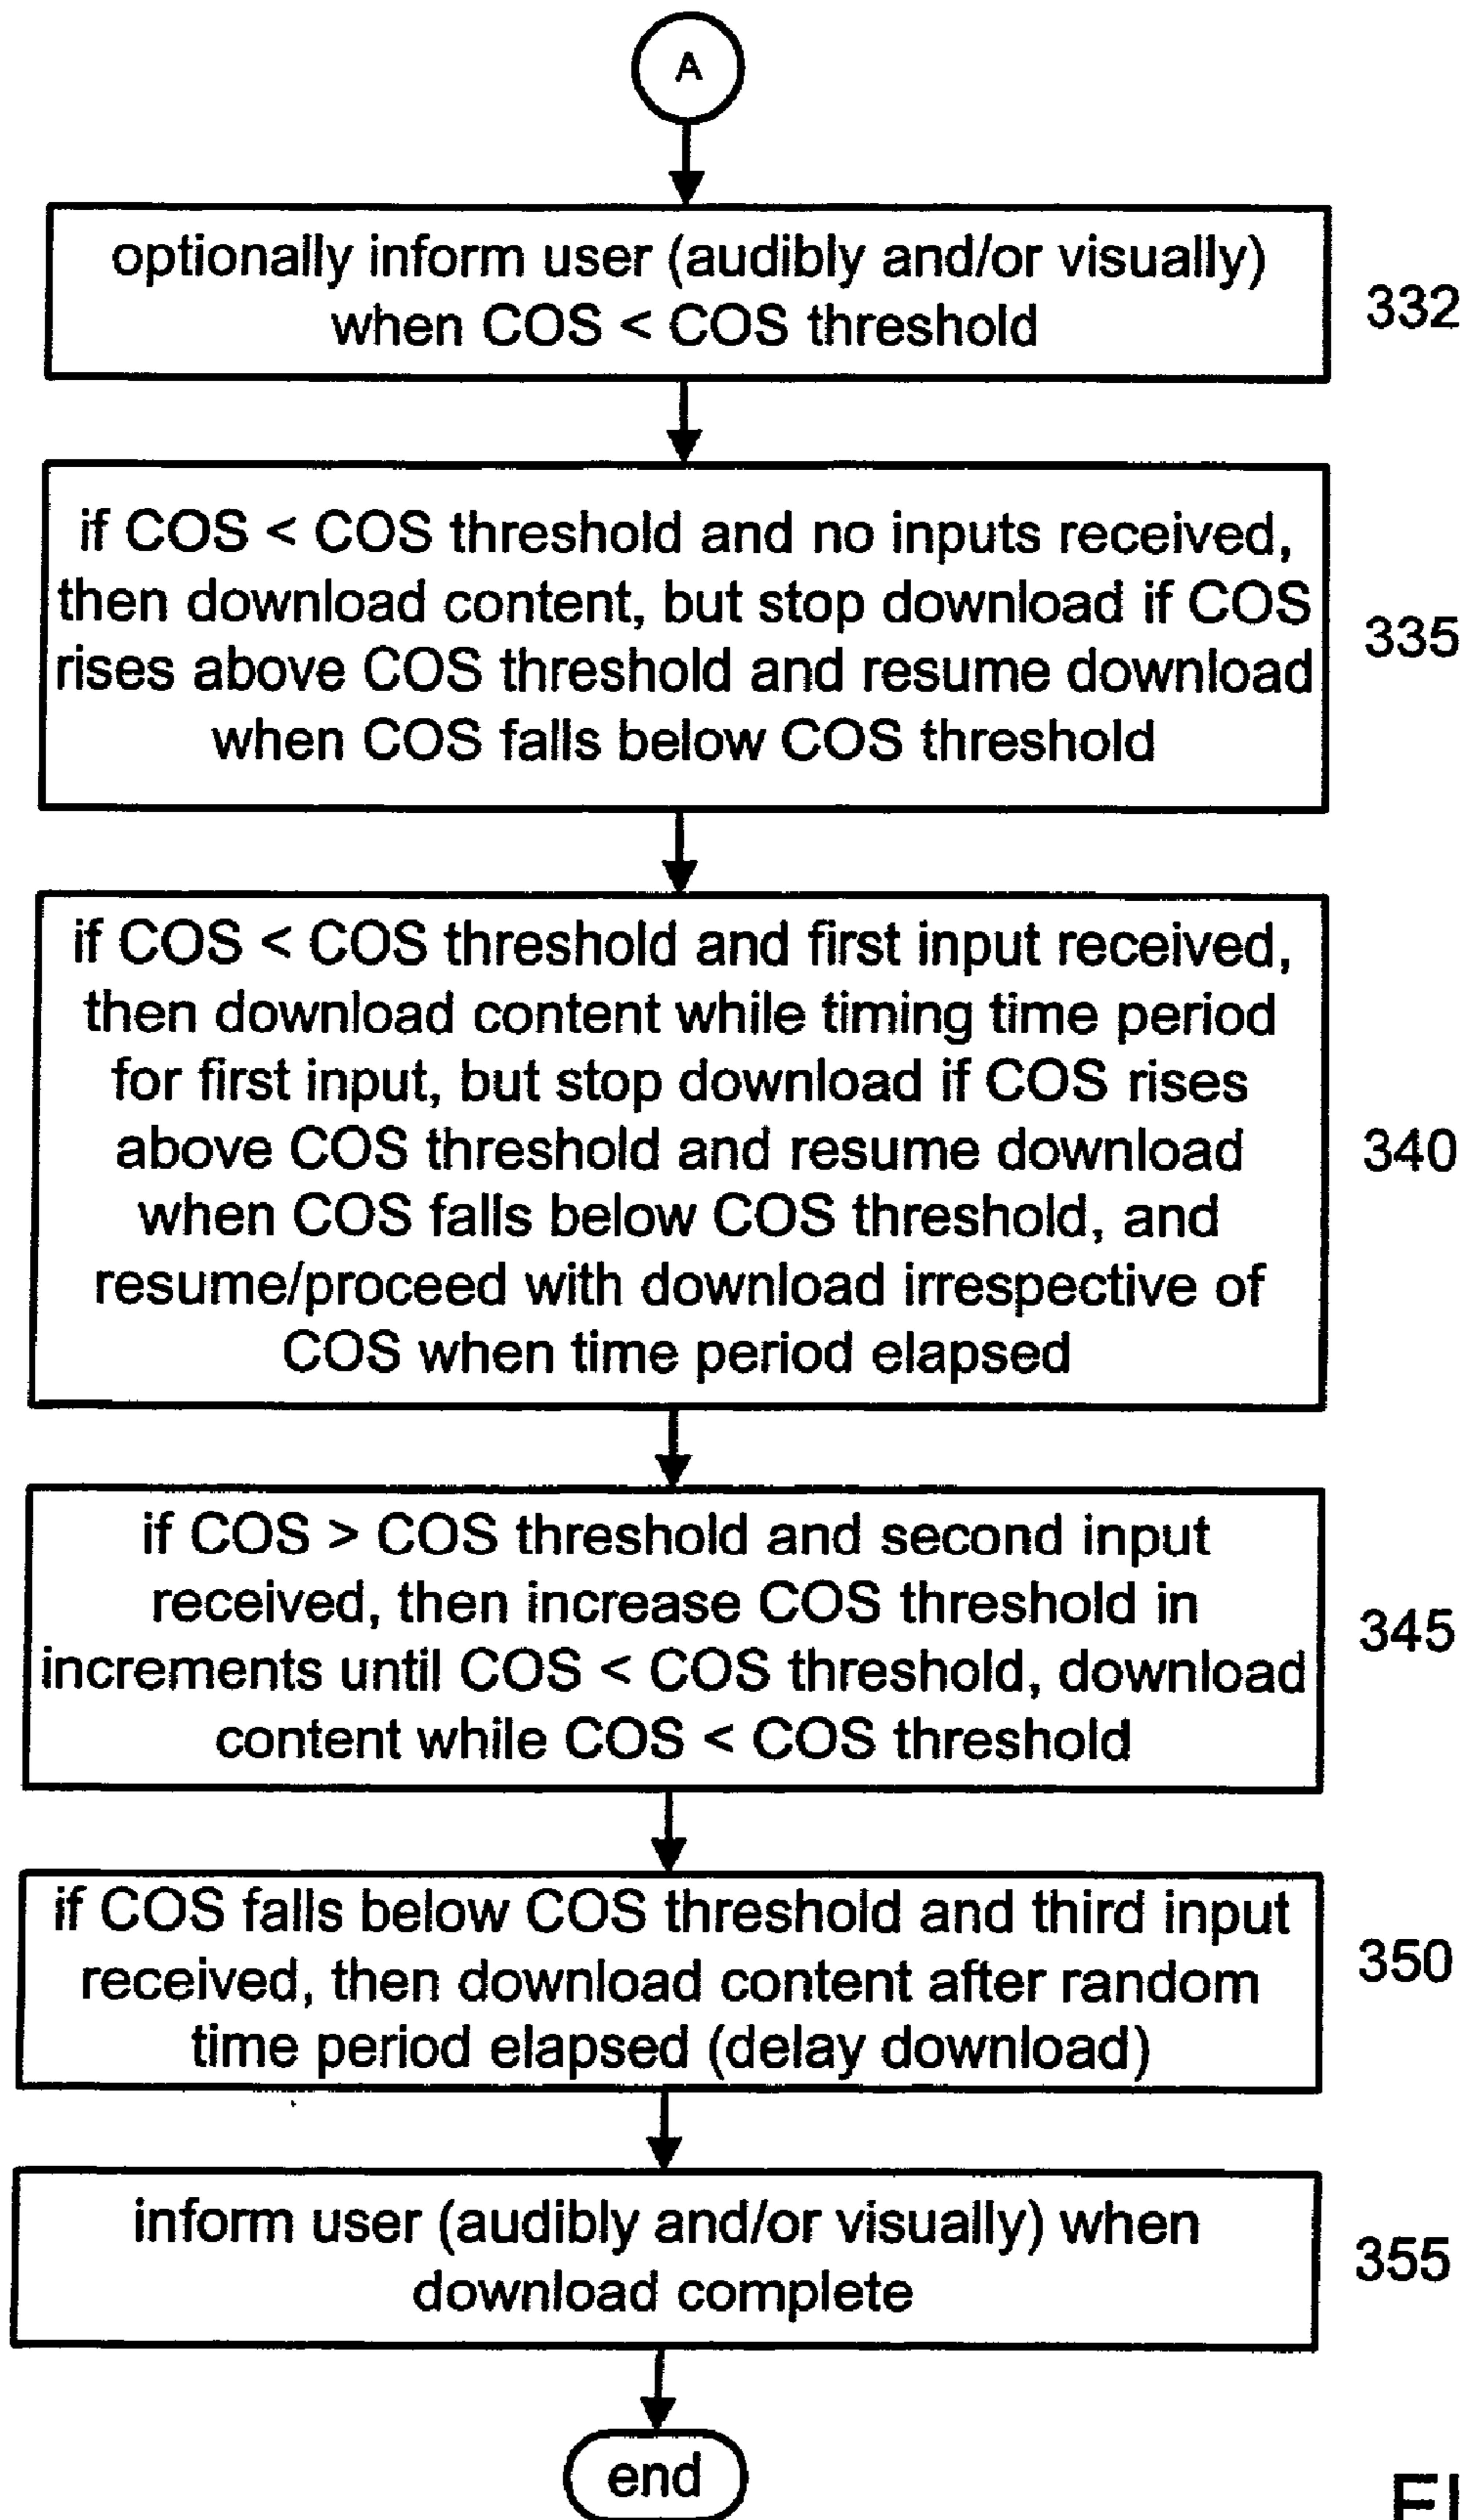 A
optionally inform user (audibly and/or visually)
when COS < COS threshold
332
if COS < COS threshold and no inputs received,
then download content, but stop download if COS
rises above COS threshold and resume download
when COS falls below COS threshold
335
if COS < COS threshold and first input received,
then download content while timing time period
for first input, but stop download if COS rises
above COS threshold and resume download
when COS falls below COS threshold, and
resume/proceed with download irrespective of
COS when time period elapsed
340
if COS > COS threshold and second input
received, then increase COS threshold in
increments until COS < COS threshold, download
content while COS < COS threshold
345
if COS falls below COS threshold and third input
received, then download content after random
time period elapsed (delay download)
350
inform user (audibly and/or visually) when
download complete
355
end